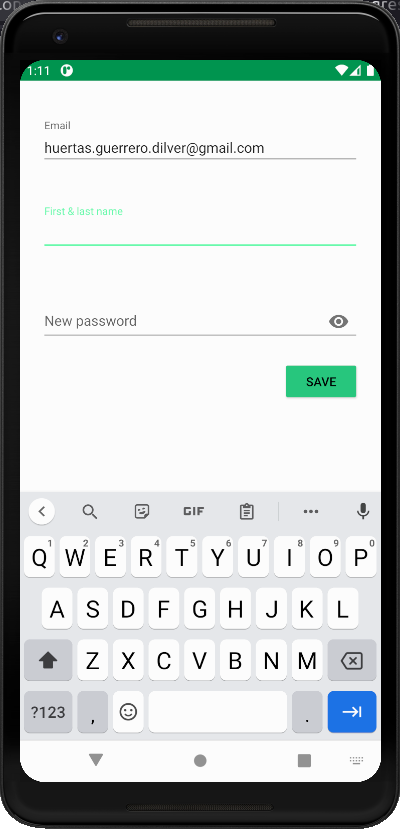 1:11
Email
huertas.guerrero.dilver@gmail.com
First & last name
New password
SAVE
GIF
1 2 3 4 5 6 7 8 9 0
Q W E R T Y U I O P
A S D F G H J K L
Z X C V B N M
?123 , .